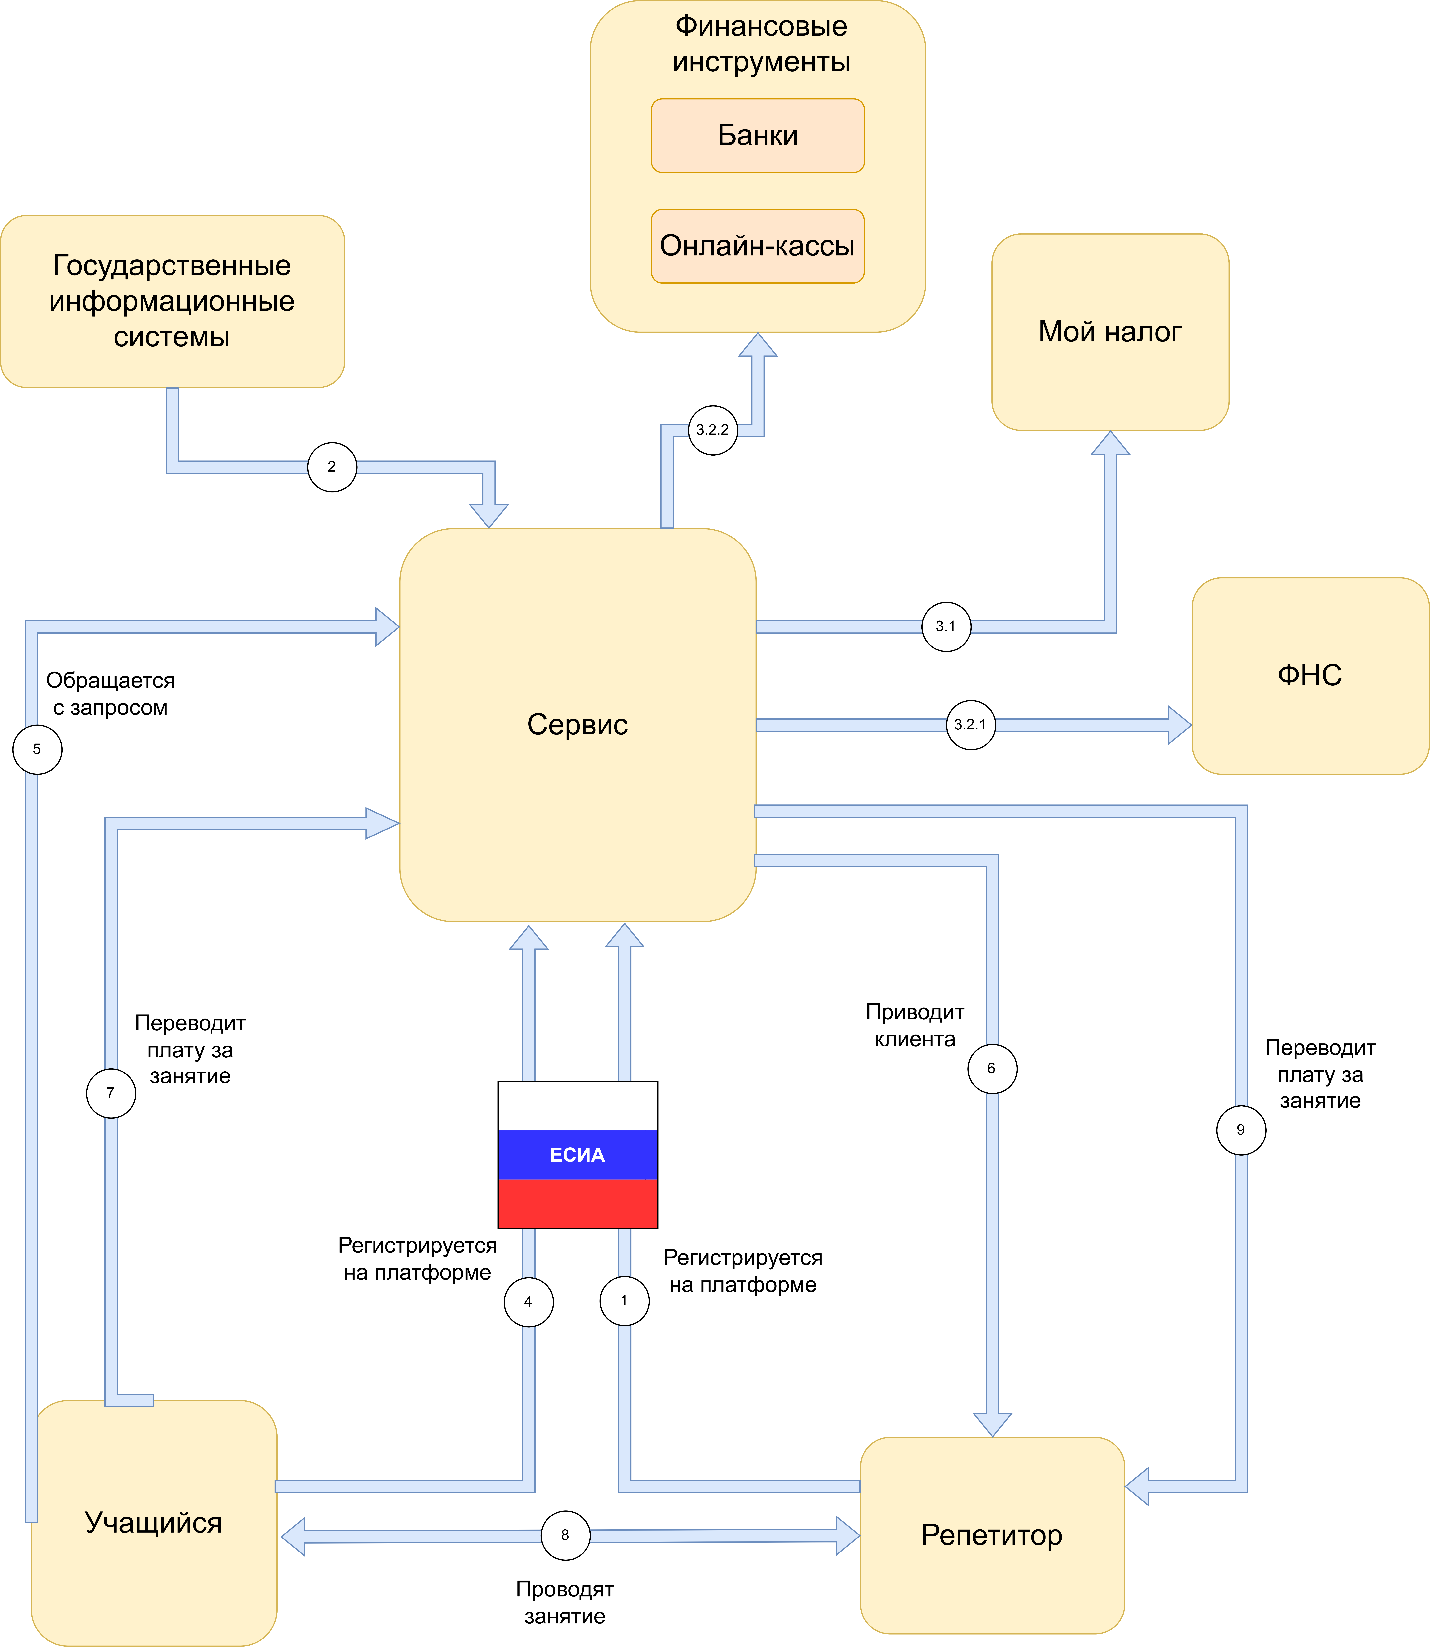 Финансовые
инструменты
Банки
Онлайн-кассы
Государственные
информационные
системы
Мой налог
3.2.2
2
ФНС
3.1
Сервис
3.2.1
Обращается
с запросом
5
Переводит
плату за
занятие
7
Приводит
клиента
6
Переводит
плату за
занятие
9
ЕСИА
Регистрируется
на платформе
4
Регистрируется
на платформе
1
Учащийся
8
Проводят
занятие
Репетитор